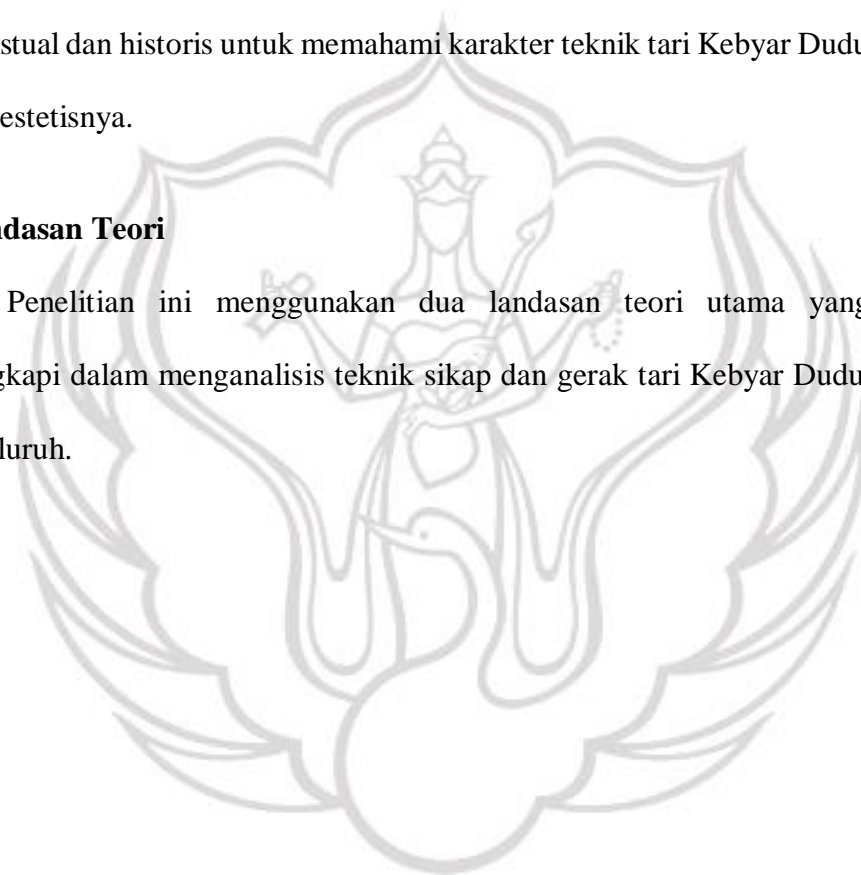 stual dan historis untuk memahami karakter teknik tari Kebyar Dudu
estetisnya.
ndasan Teori
Penelitian ini menggunakan dua landasan teori utama yang
gkapi dalam menganalisis teknik sikap dan gerak tari Kebyar Dudu
luruh.